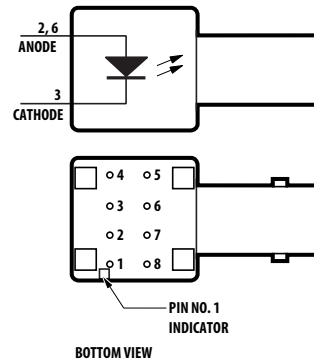 2, 6
ANODE
3
CATHODE
4 5
3 6
2 7
1 8
PIN NO. 1
INDICATOR
BOTTOM VIEW